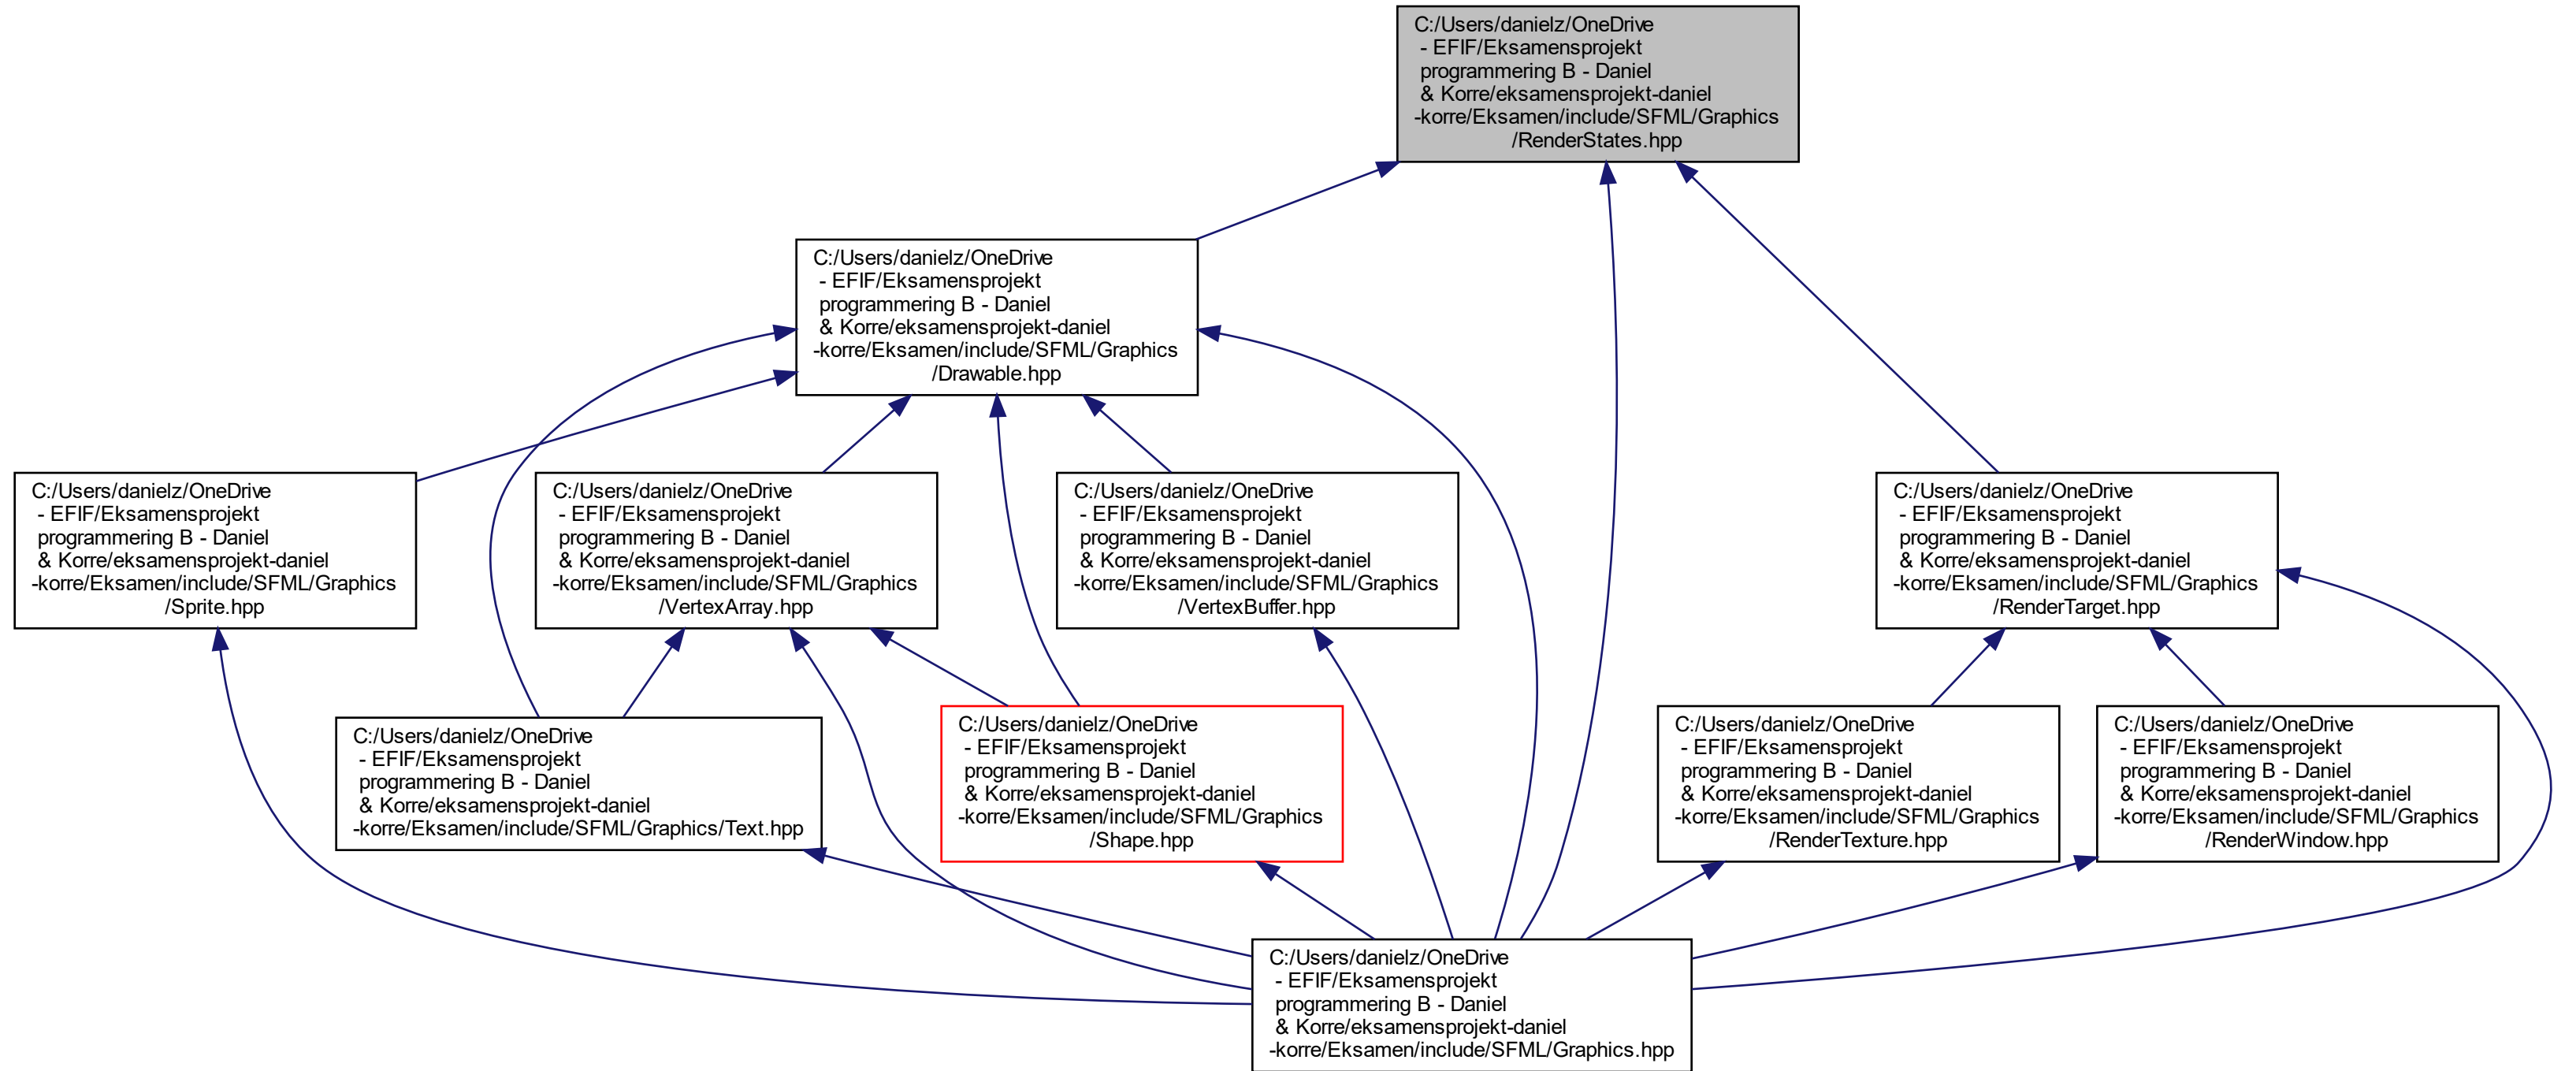 C:/Users/danielz/OneDrive
- EFIF/Eksamensprojekt
programmering B - Daniel
& Korre/eksamensprojekt-daniel
-korre/Eksamen/include/SFML/Graphics
/RenderStates.hpp
C:/Users/danielz/OneDrive
- EFIF/Eksamensprojekt
programmering B - Daniel
& Korre/eksamensprojekt-daniel
-korre/Eksamen/include/SFML/Graphics
/Drawable.hpp
C:/Users/danielz/OneDrive
- EFIF/Eksamensprojekt
programmering B - Daniel
& Korre/eksamensprojekt-daniel
-korre/Eksamen/include/SFML/Graphics
/Sprite.hpp
C:/Users/danielz/OneDrive
- EFIF/Eksamensprojekt
programmering B - Daniel
& Korre/eksamensprojekt-daniel
-korre/Eksamen/include/SFML/Graphics
/VertexArray.hpp
C:/Users/danielz/OneDrive
- EFIF/Eksamensprojekt
programmering B - Daniel
& Korre/eksamensprojekt-daniel
-korre/Eksamen/include/SFML/Graphics
/VertexBuffer.hpp
C:/Users/danielz/OneDrive
- EFIF/Eksamensprojekt
programmering B - Daniel
& Korre/eksamensprojekt-daniel
-korre/Eksamen/include/SFML/Graphics
/RenderTarget.hpp
C:/Users/danielz/OneDrive
- EFIF/Eksamensprojekt
programmering B - Daniel
& Korre/eksamensprojekt-daniel
-korre/Eksamen/include/SFML/Graphics/Text.hpp
C:/Users/danielz/OneDrive
- EFIF/Eksamensprojekt
programmering B - Daniel
& Korre/eksamensprojekt-daniel
-korre/Eksamen/include/SFML/Graphics
/Shape.hpp
C:/Users/danielz/OneDrive
- EFIF/Eksamensprojekt
programmering B - Daniel
& Korre/eksamensprojekt-daniel
-korre/Eksamen/include/SFML/Graphics
/RenderTexture.hpp
C:/Users/danielz/OneDrive
- EFIF/Eksamensprojekt
programmering B - Daniel
& Korre/eksamensprojekt-daniel
-korre/Eksamen/include/SFML/Graphics
/RenderWindow.hpp
C:/Users/danielz/OneDrive
- EFIF/Eksamensprojekt
programmering B - Daniel
& Korre/eksamensprojekt-daniel
-korre/Eksamen/include/SFML/Graphics.hpp